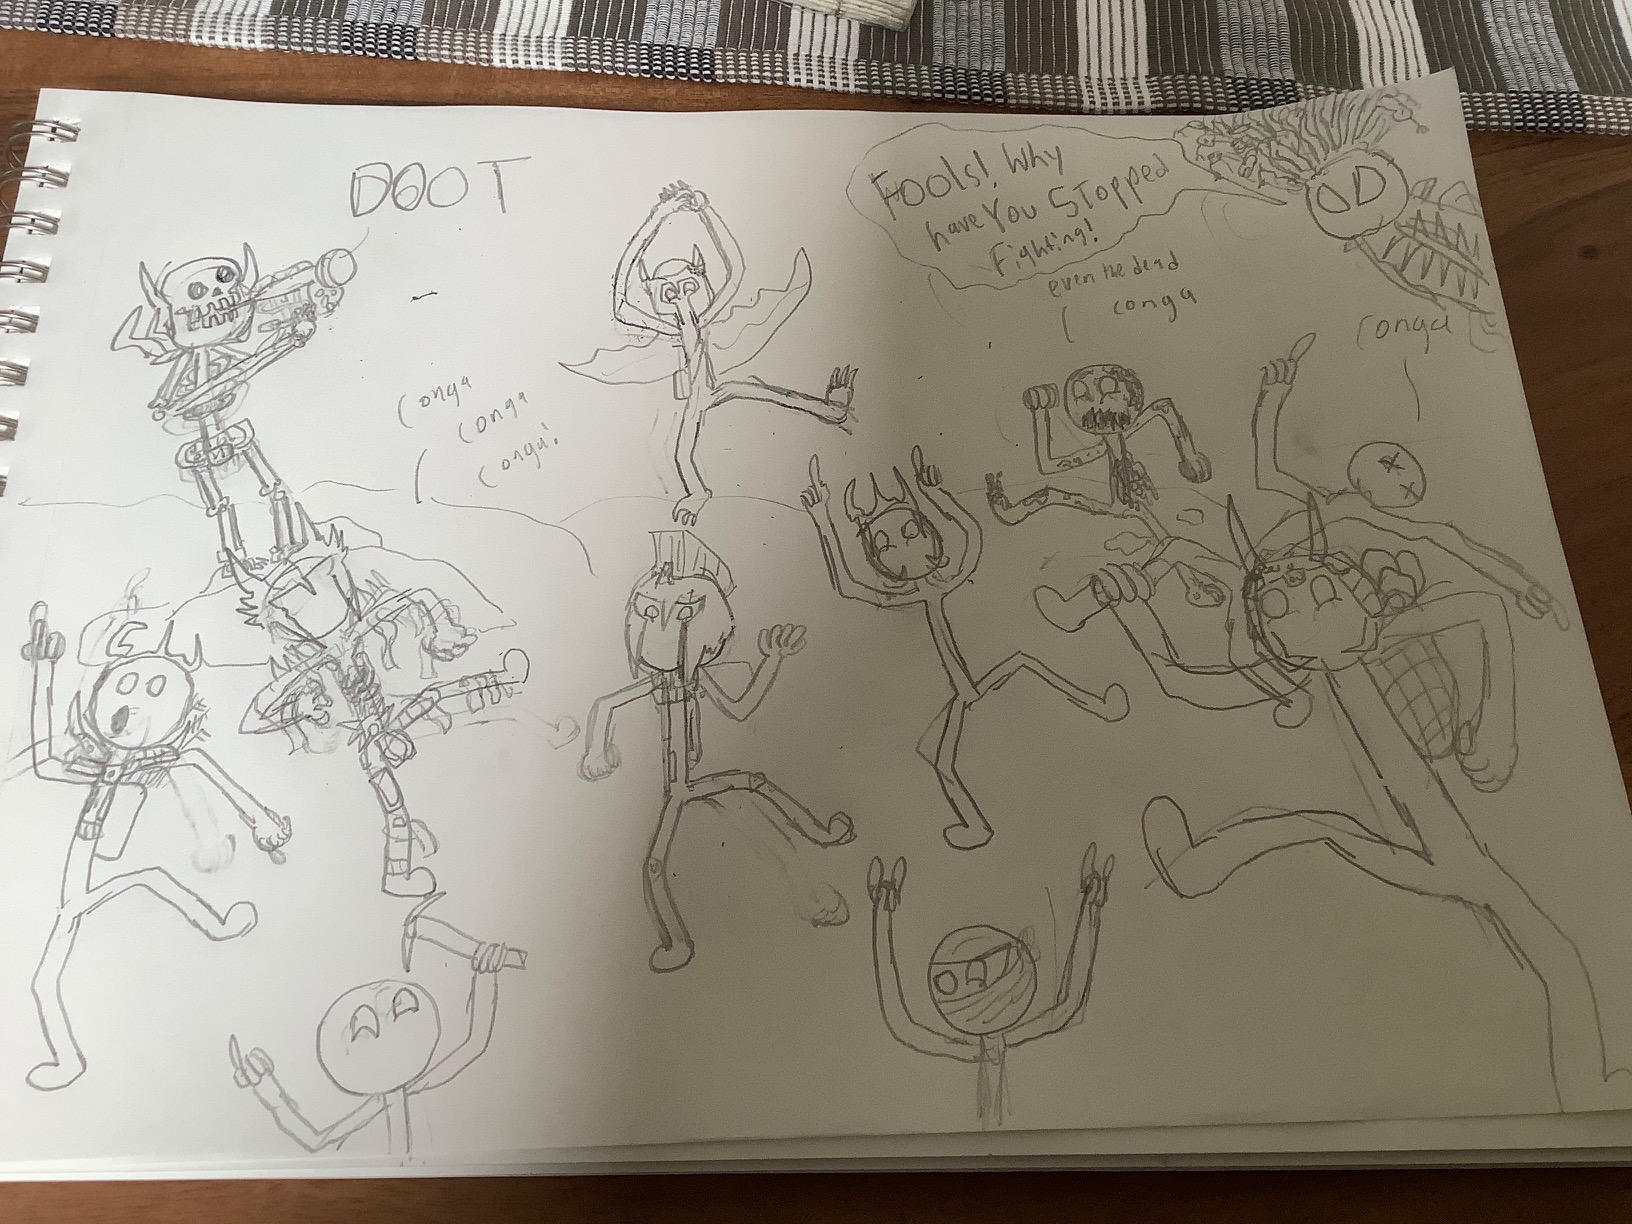 DOOT
Fools! Why
have You Stopped
Fighting!
even the dead
conga
conga
conga
conga
conga!